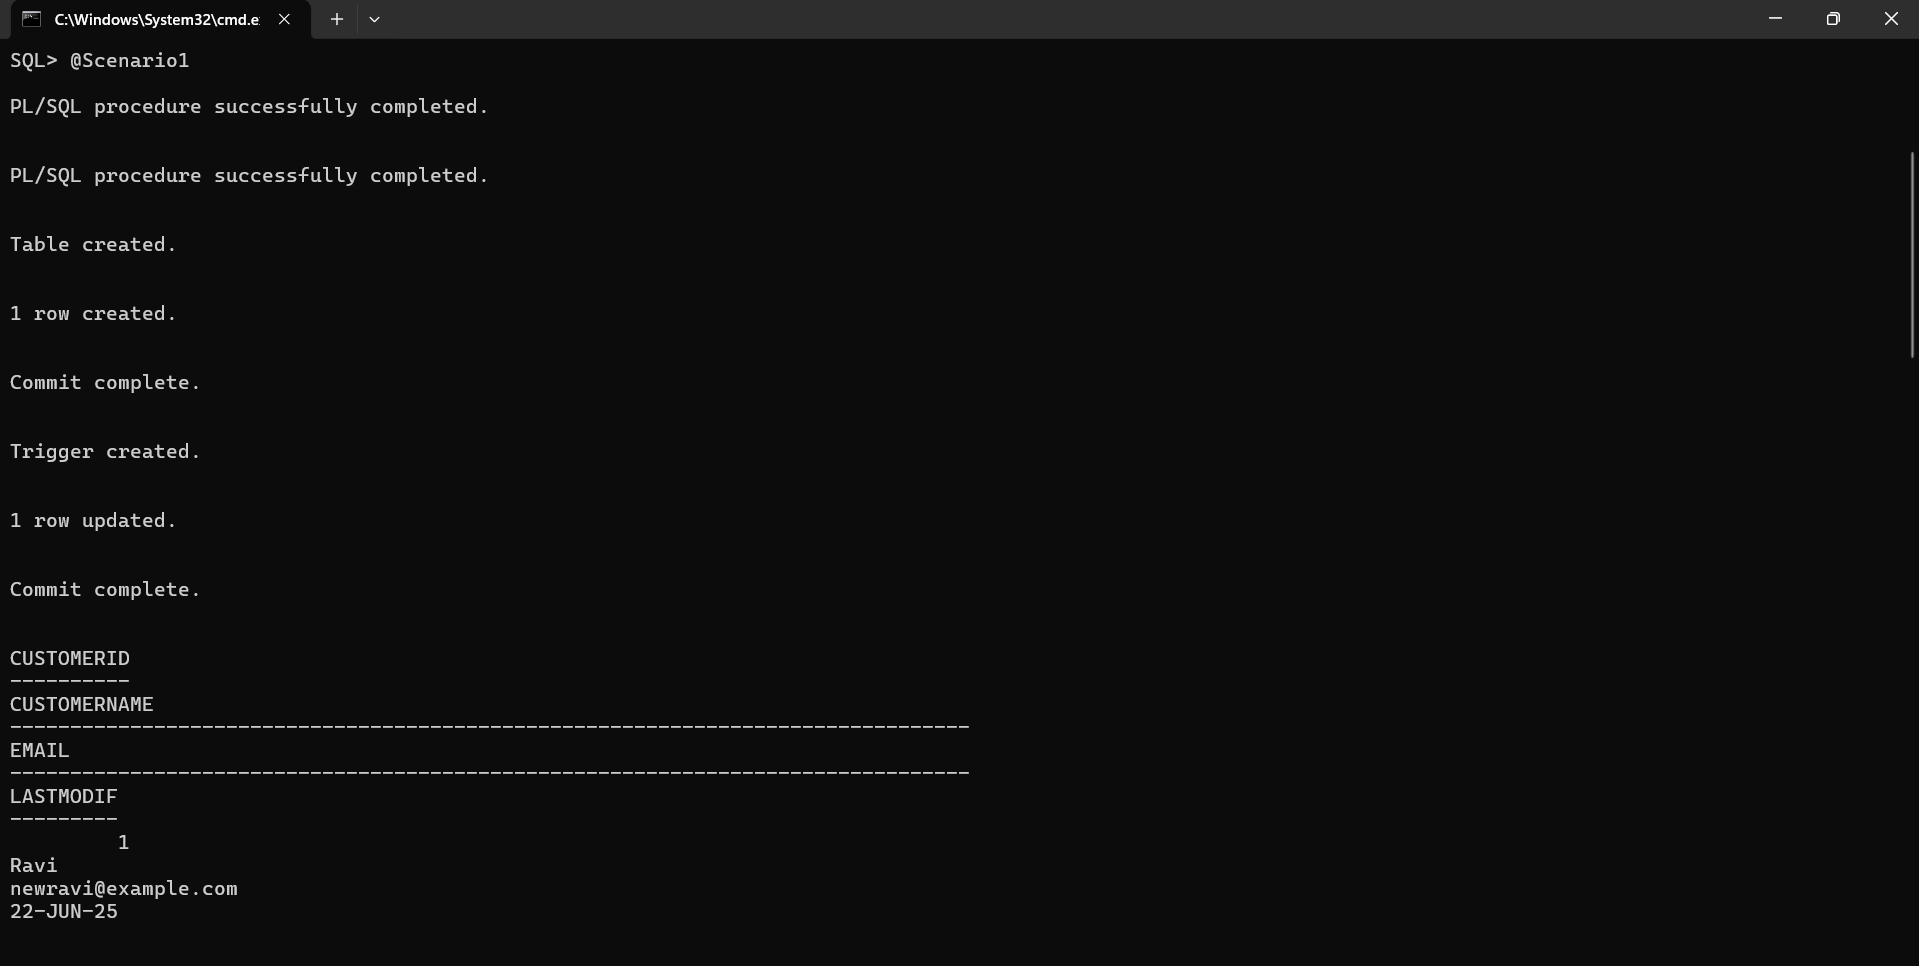 C:\Windows\System32\cmd.e
SQL> @Scenario1
PL/SQL procedure successfully completed.
PL/SQL procedure successfully completed.
Table created.
1 row created.
Commit complete.
Trigger created.
1 row updated.
Commit complete.
CUSTOMERID
----------
CUSTOMERNAME
--------------------------------------------------------------------------------
EMAIL
--------------------------------------------------------------------------------
LASTMODIF
---------
1
Ravi
newravi@example.com
22-JUN-25